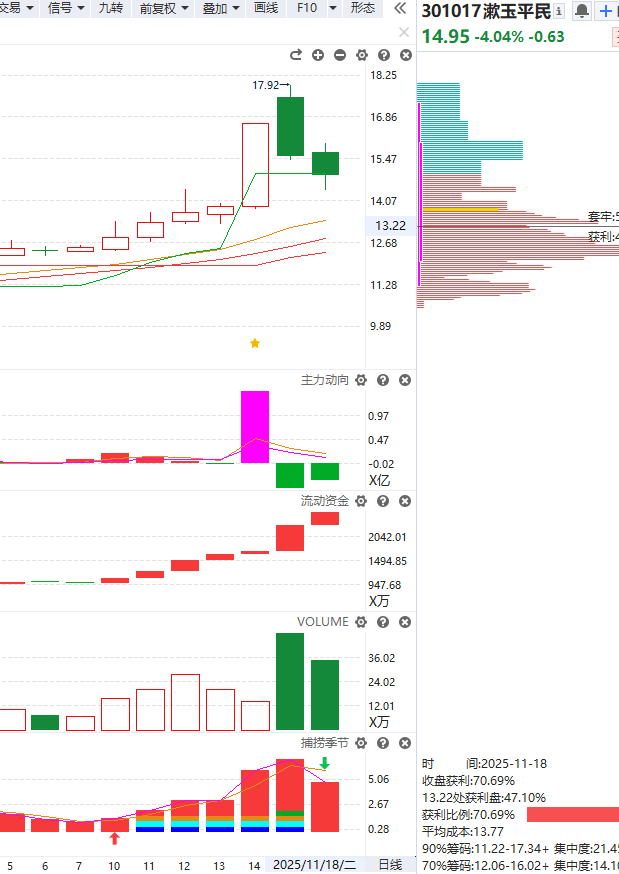 交易 信号 九转 前复权 叠加 画线 F10 形态
301017 漱玉平民
14.95 -4.04% -0.63
18.25
17.92
16.86
15.47
14.07
13.22
12.68
11.28
9.89
套牢:5
获利:4
主力动向
0.97
0.47
-0.02
X亿
流动资金
2042.01
1494.85
947.68
X万
VOLUME
36.02
24.02
12.01
X万
捕捞季节
5.06
2.67
0.28
5 6 7 10 11 12 13 14 2025/11/18/二 日线
时 间:2025-11-18
收盘获利:70.69%
13.22处获利盘:47.10%
获利比例:70.69%
平均成本:13.77
90%筹码:11.22-17.34+ 集中度:21.45
70%筹码:12.06-16.02+ 集中度:14.10